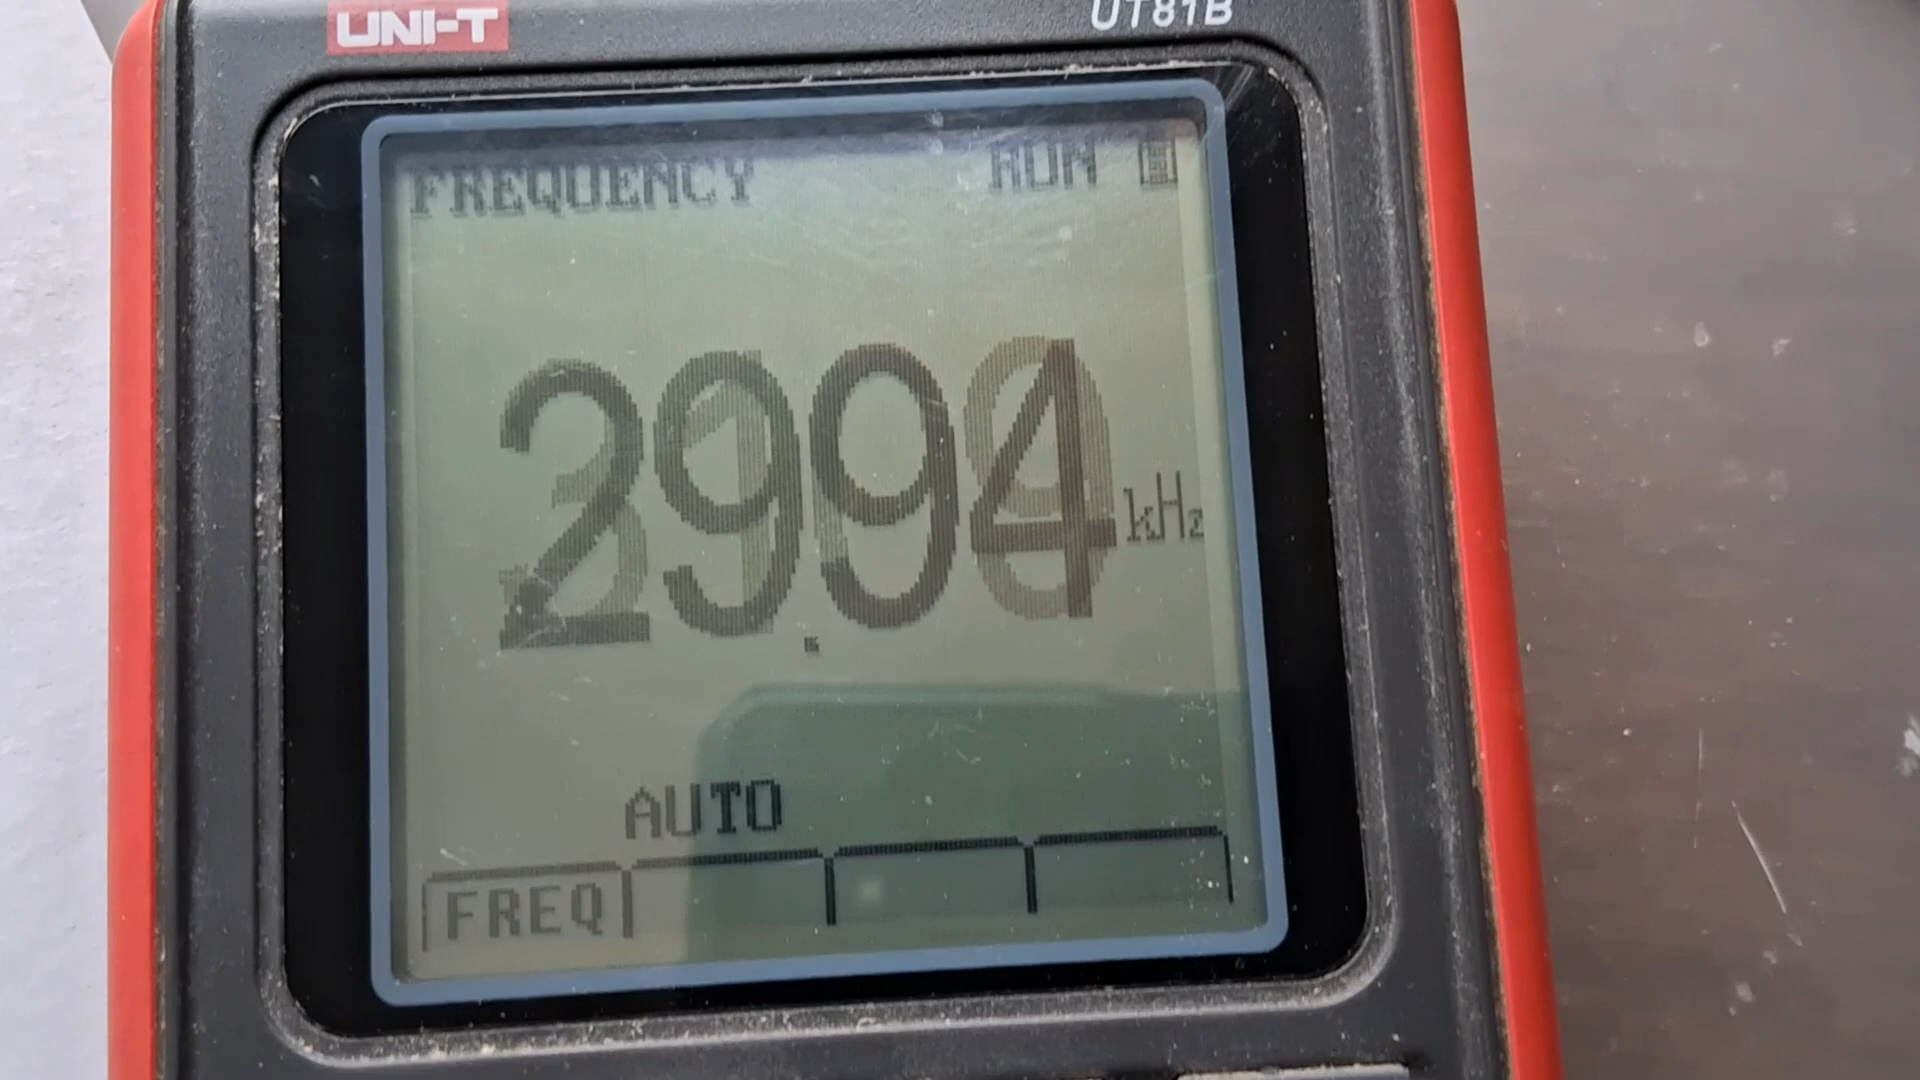 UNI-T
UT81B
FREQUENCY RUN
29.94 kHz
AUTO
FREQ